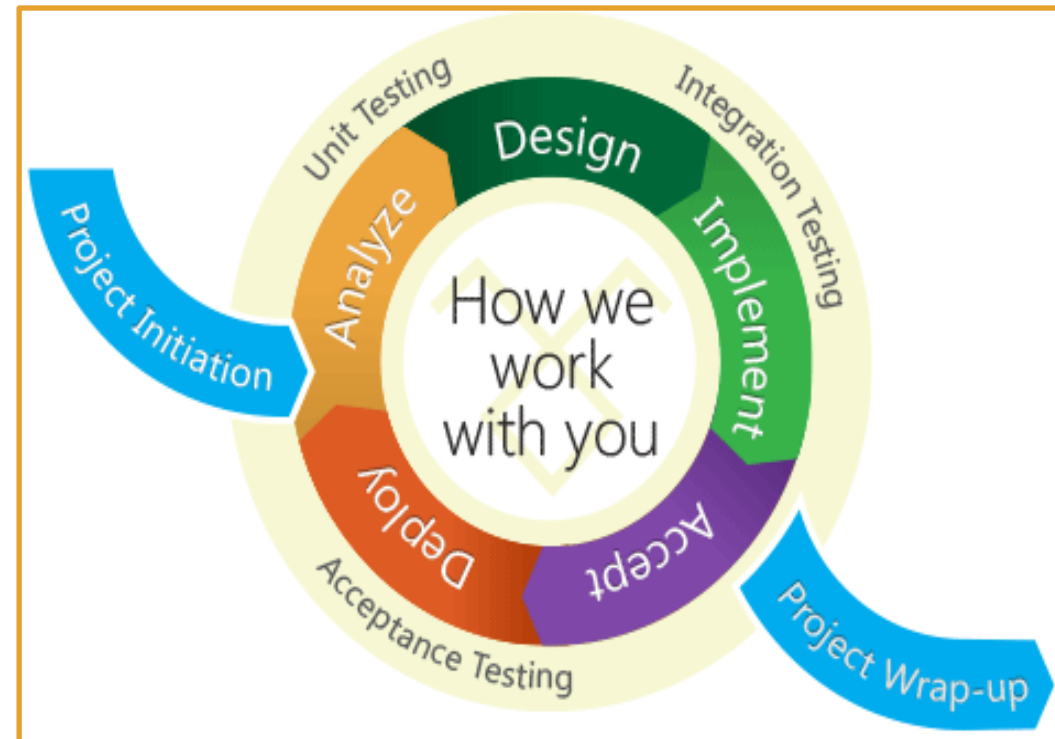 Project Initiation
Analyze
Design
Implement
Accept
Deploy
Unit Testing
Integration Testing
Acceptance Testing
How we
work
with you
Project Wrap-up